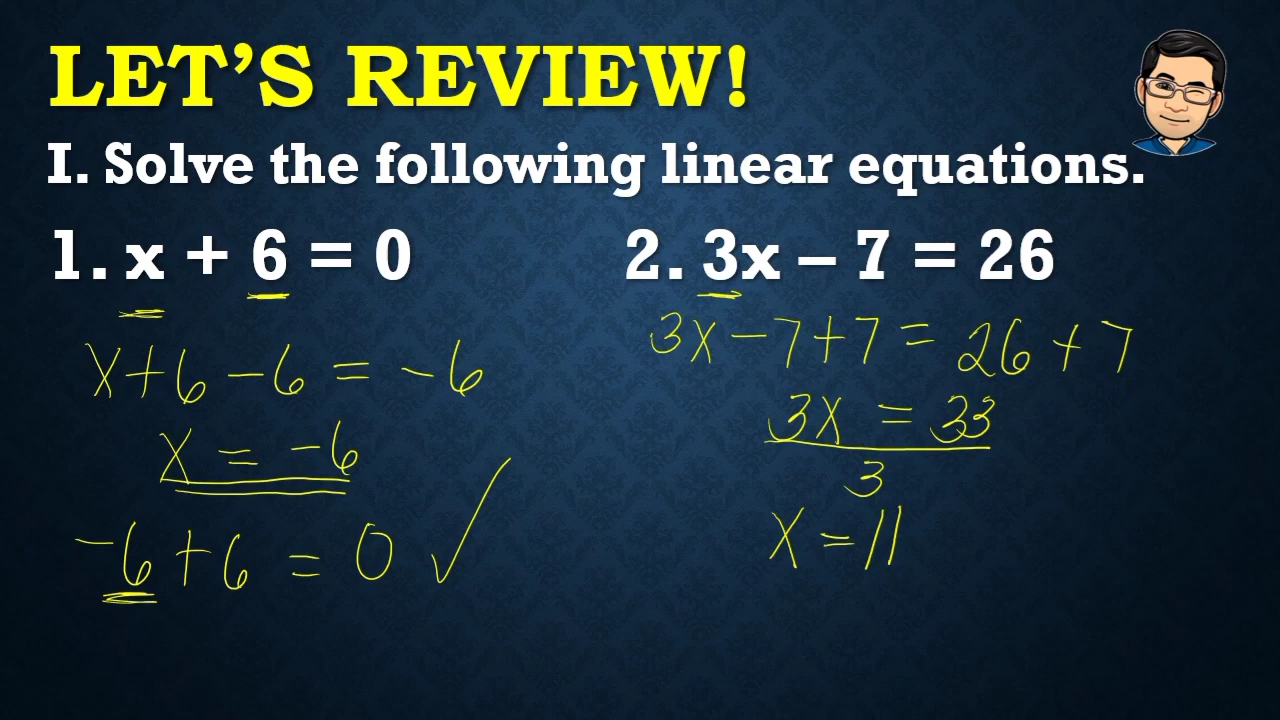 LET'S REVIEW!
I. Solve the following linear equations.
1. x + 6 = 0
x+6-6 = -6
x = -6
-6+6 = 0 ✓
2. 3x – 7 = 26
3x-7+7 = 26+7
3x = 33
3
x = 11